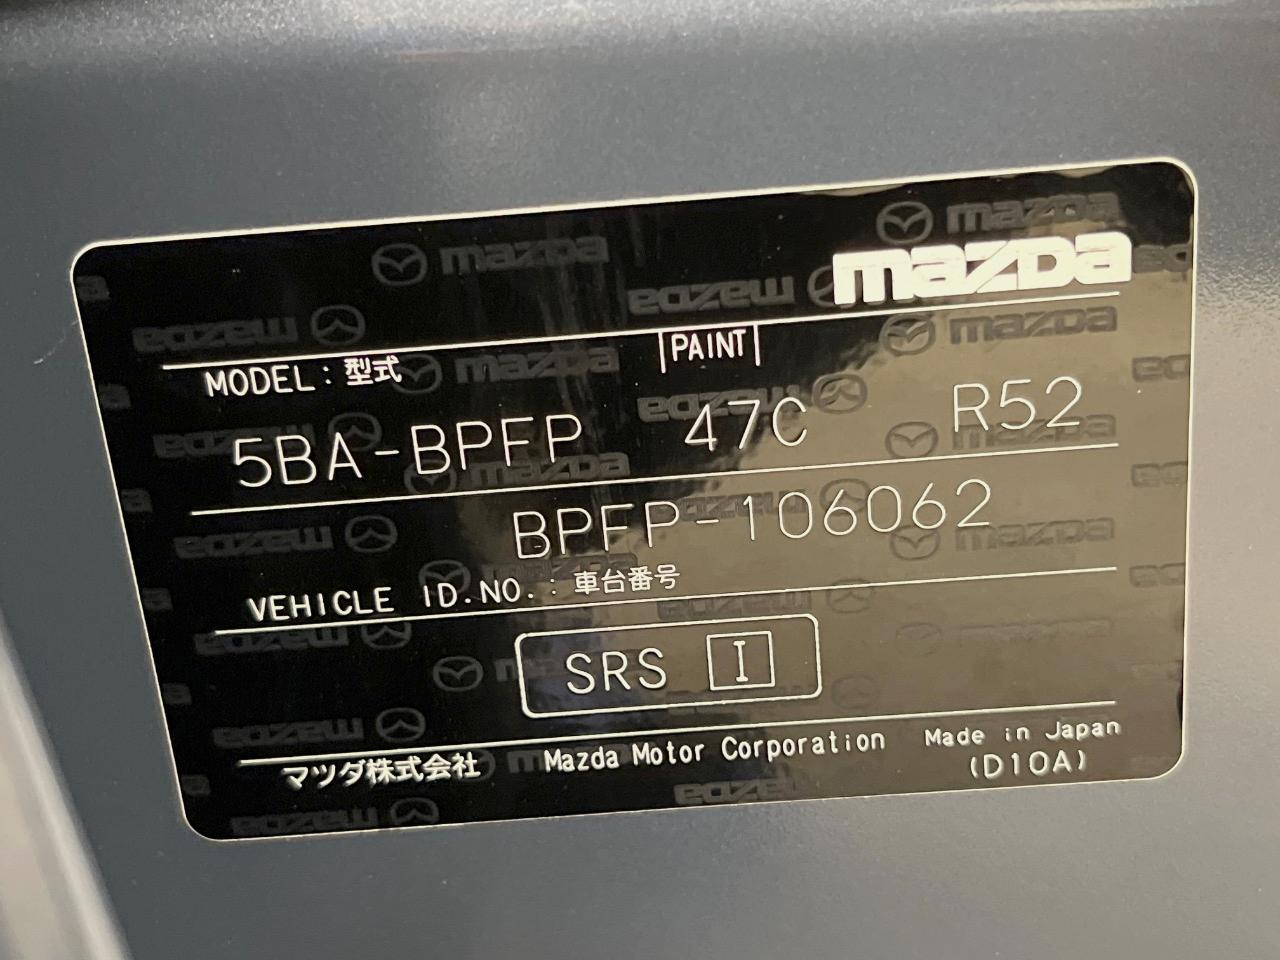 mazda
MODEL : 型式 PAINT
5BA-BPFP 47C R52
BPFP-106062
VEHICLE ID.NO. : 車台番号
SRS I
マツダ株式会社 Mazda Motor Corporation Made in Japan
(D10A)